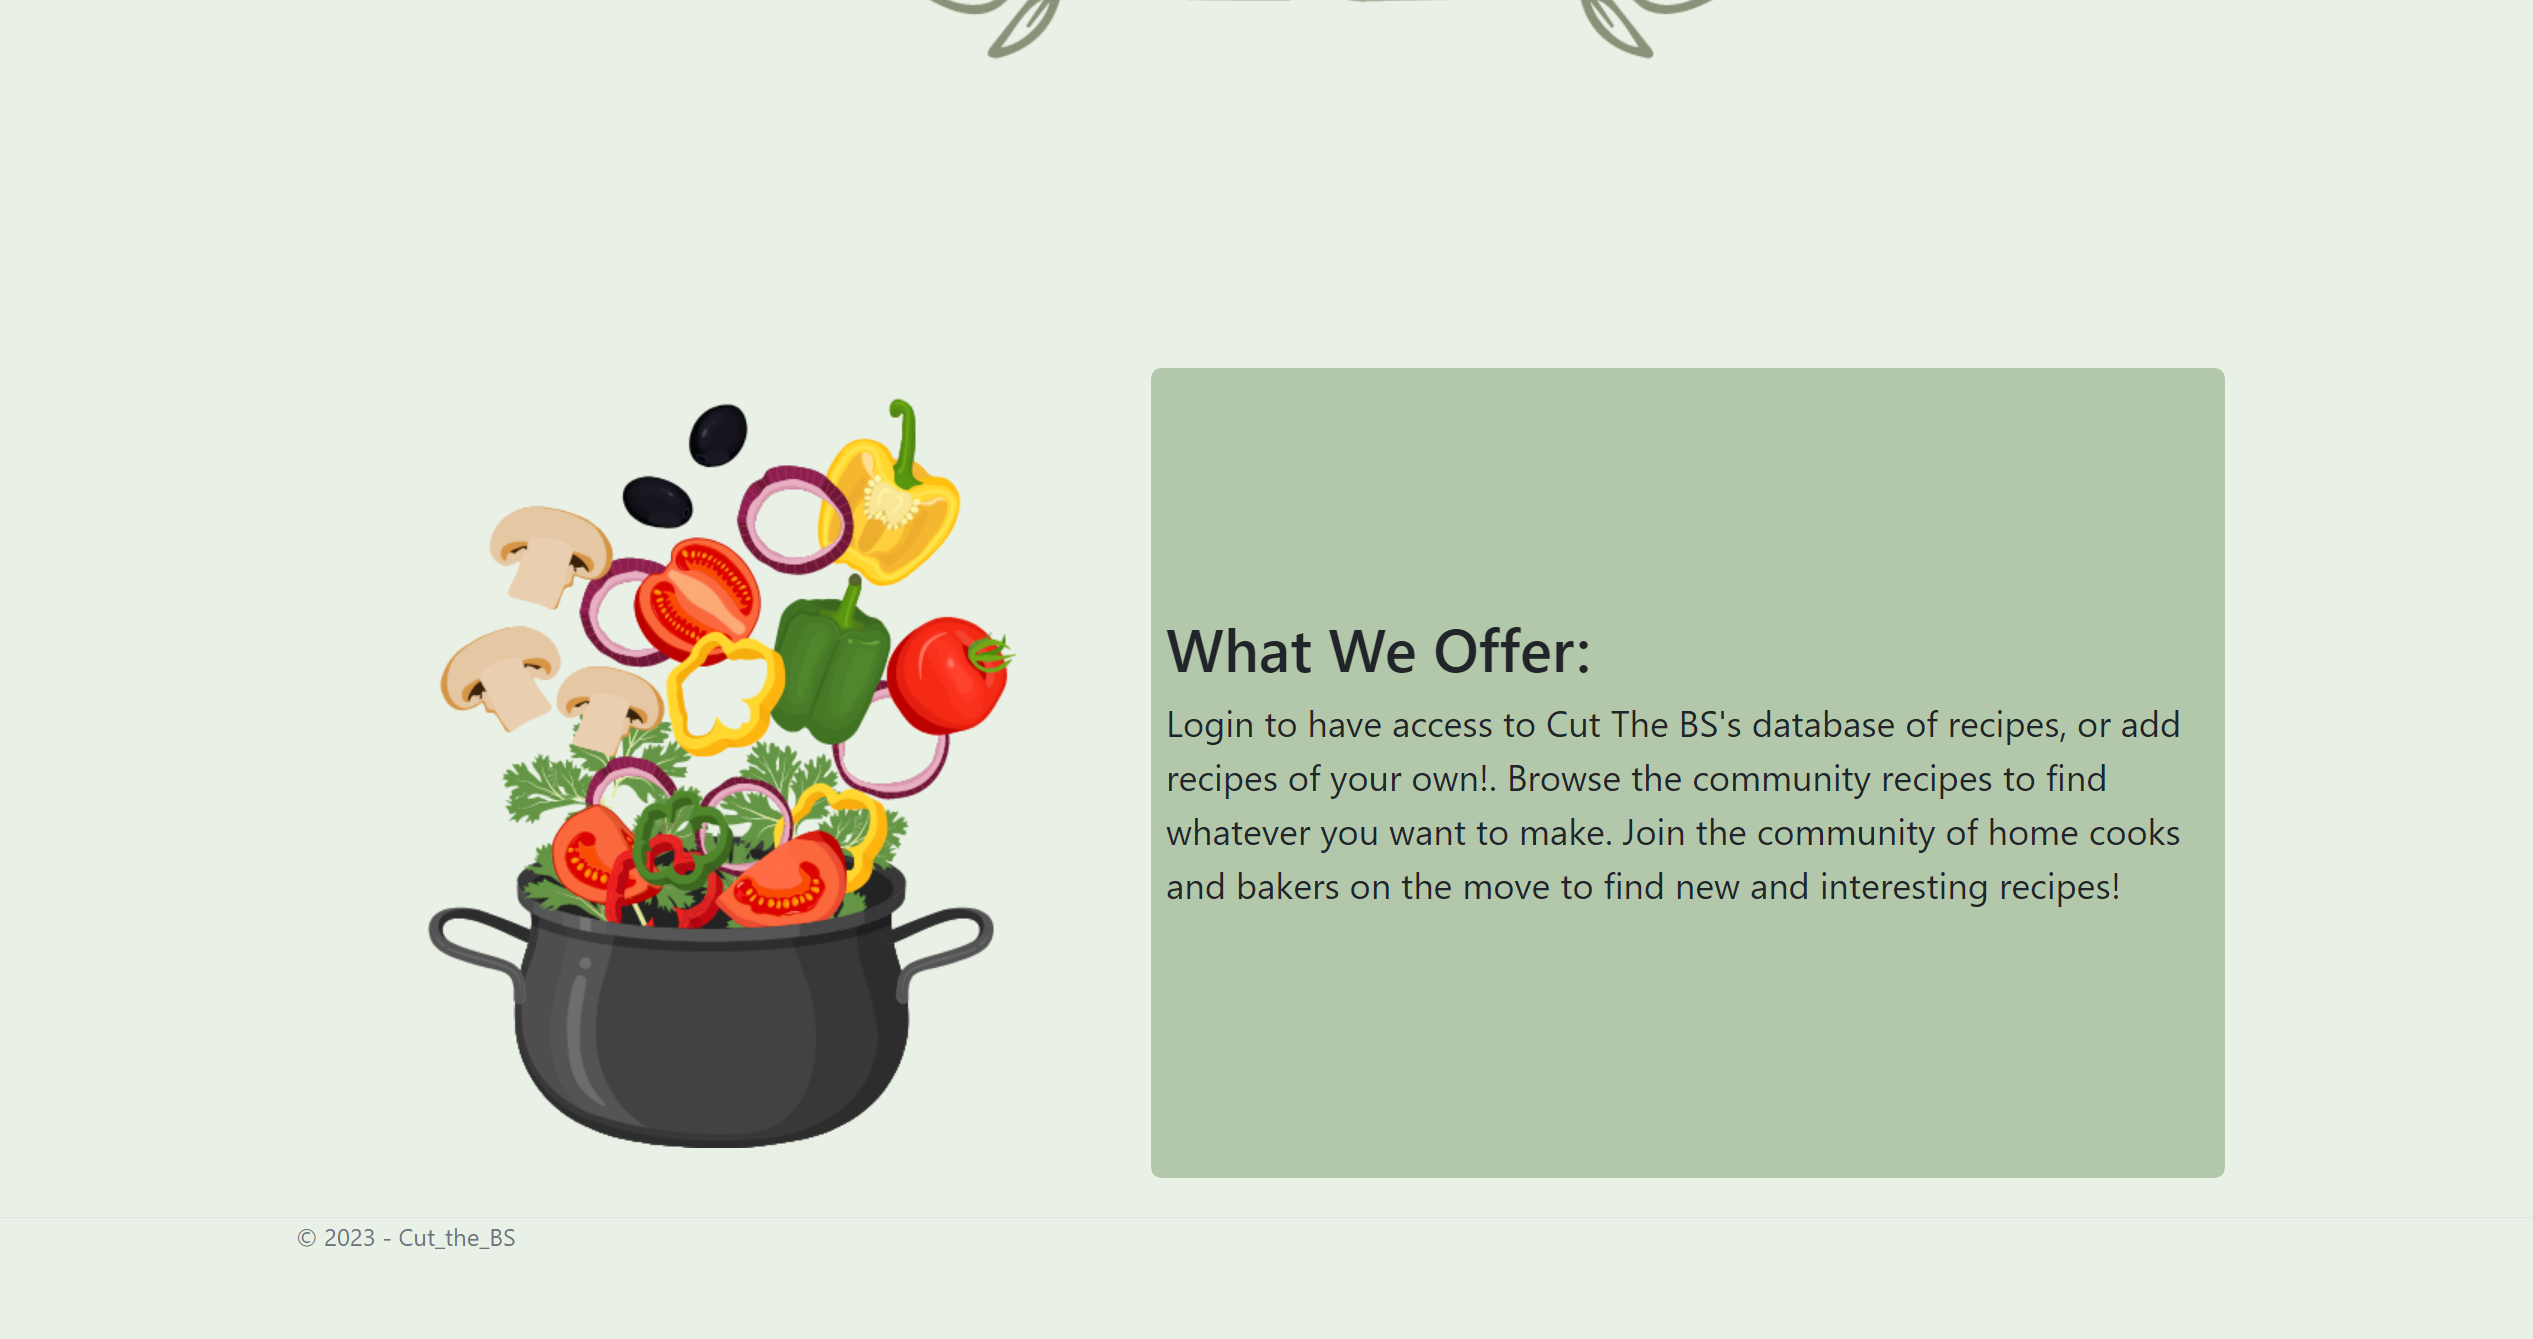 What We Offer:
Login to have access to Cut The BS's database of recipes, or add
recipes of your own!. Browse the community recipes to find
whatever you want to make. Join the community of home cooks
and bakers on the move to find new and interesting recipes!
© 2023 - Cut_the_BS